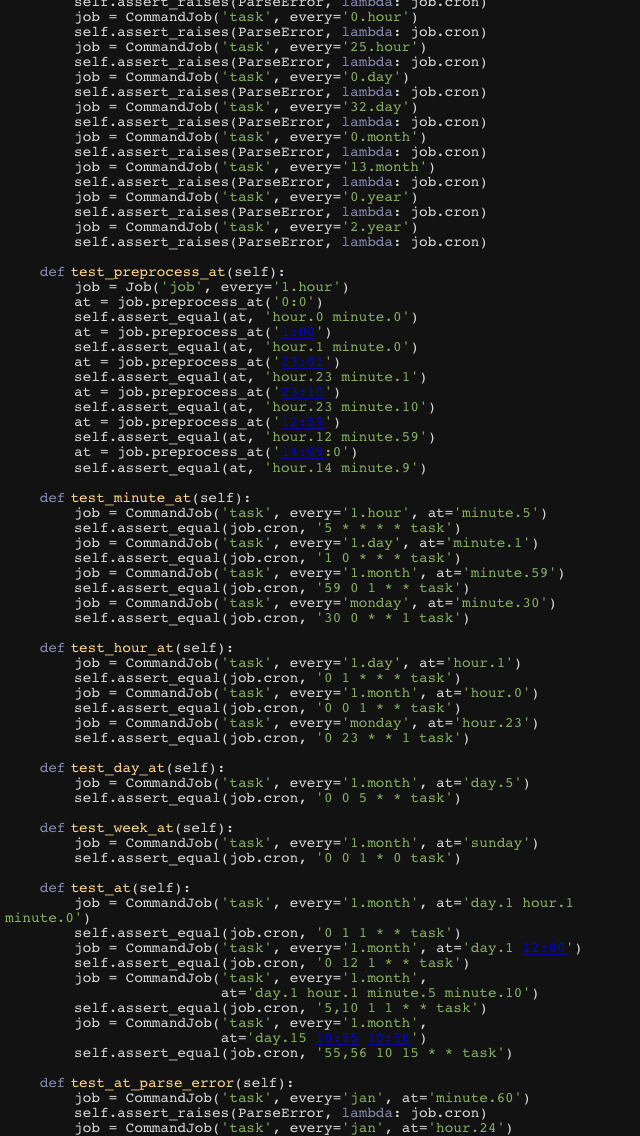 self.assert_raises(ParseError, lambda: job.cron)
job = CommandJob('task', every='0.hour')
self.assert_raises(ParseError, lambda: job.cron)
job = CommandJob('task', every='25.hour')
self.assert_raises(ParseError, lambda: job.cron)
job = CommandJob('task', every='0.day')
self.assert_raises(ParseError, lambda: job.cron)
job = CommandJob('task', every='32.day')
self.assert_raises(ParseError, lambda: job.cron)
job = CommandJob('task', every='0.month')
self.assert_raises(ParseError, lambda: job.cron)
job = CommandJob('task', every='13.month')
self.assert_raises(ParseError, lambda: job.cron)
job = CommandJob('task', every='0.year')
self.assert_raises(ParseError, lambda: job.cron)
job = CommandJob('task', every='2.year')
self.assert_raises(ParseError, lambda: job.cron)
def test_preprocess_at(self):
job = Job('job', every='1.hour')
at = job.preprocess_at('0:0')
self.assert_equal(at, 'hour.0 minute.0')
at = job.preprocess_at('1:00')
self.assert_equal(at, 'hour.1 minute.0')
at = job.preprocess_at('23:01')
self.assert_equal(at, 'hour.23 minute.1')
at = job.preprocess_at('23:10')
self.assert_equal(at, 'hour.23 minute.10')
at = job.preprocess_at('12:59')
self.assert_equal(at, 'hour.12 minute.59')
at = job.preprocess_at('14:09:0')
self.assert_equal(at, 'hour.14 minute.9')
def test_minute_at(self):
job = CommandJob('task', every='1.hour', at='minute.5')
self.assert_equal(job.cron, '5 * * * * task')
job = CommandJob('task', every='1.day', at='minute.1')
self.assert_equal(job.cron, '1 0 * * * task')
job = CommandJob('task', every='1.month', at='minute.59')
self.assert_equal(job.cron, '59 0 1 * * task')
job = CommandJob('task', every='monday', at='minute.30')
self.assert_equal(job.cron, '30 0 * * 1 task')
def test_hour_at(self):
job = CommandJob('task', every='1.day', at='hour.1')
self.assert_equal(job.cron, '0 1 * * * task')
job = CommandJob('task', every='1.month', at='hour.0')
self.assert_equal(job.cron, '0 0 1 * * task')
job = CommandJob('task', every='monday', at='hour.23')
self.assert_equal(job.cron, '0 23 * * 1 task')
def test_day_at(self):
job = CommandJob('task', every='1.month', at='day.5')
self.assert_equal(job.cron, '0 0 5 * * task')
def test_week_at(self):
job = CommandJob('task', every='1.month', at='sunday')
self.assert_equal(job.cron, '0 0 1 * 0 task')
def test_at(self):
job = CommandJob('task', every='1.month', at='day.1 hour.1
minute.0')
self.assert_equal(job.cron, '0 1 1 * * task')
job = CommandJob('task', every='1.month', at='day.1 12:00')
self.assert_equal(job.cron, '0 12 1 * * task')
job = CommandJob('task', every='1.month',
at='day.1 hour.1 minute.5 minute.10')
self.assert_equal(job.cron, '5,10 1 1 * * task')
job = CommandJob('task', every='1.month',
at='day.15 10:55 10:56')
self.assert_equal(job.cron, '55,56 10 15 * * task')
def test_at_parse_error(self):
job = CommandJob('task', every='jan', at='minute.60')
self.assert_raises(ParseError, lambda: job.cron)
job = CommandJob('task', every='jan', at='hour.24')